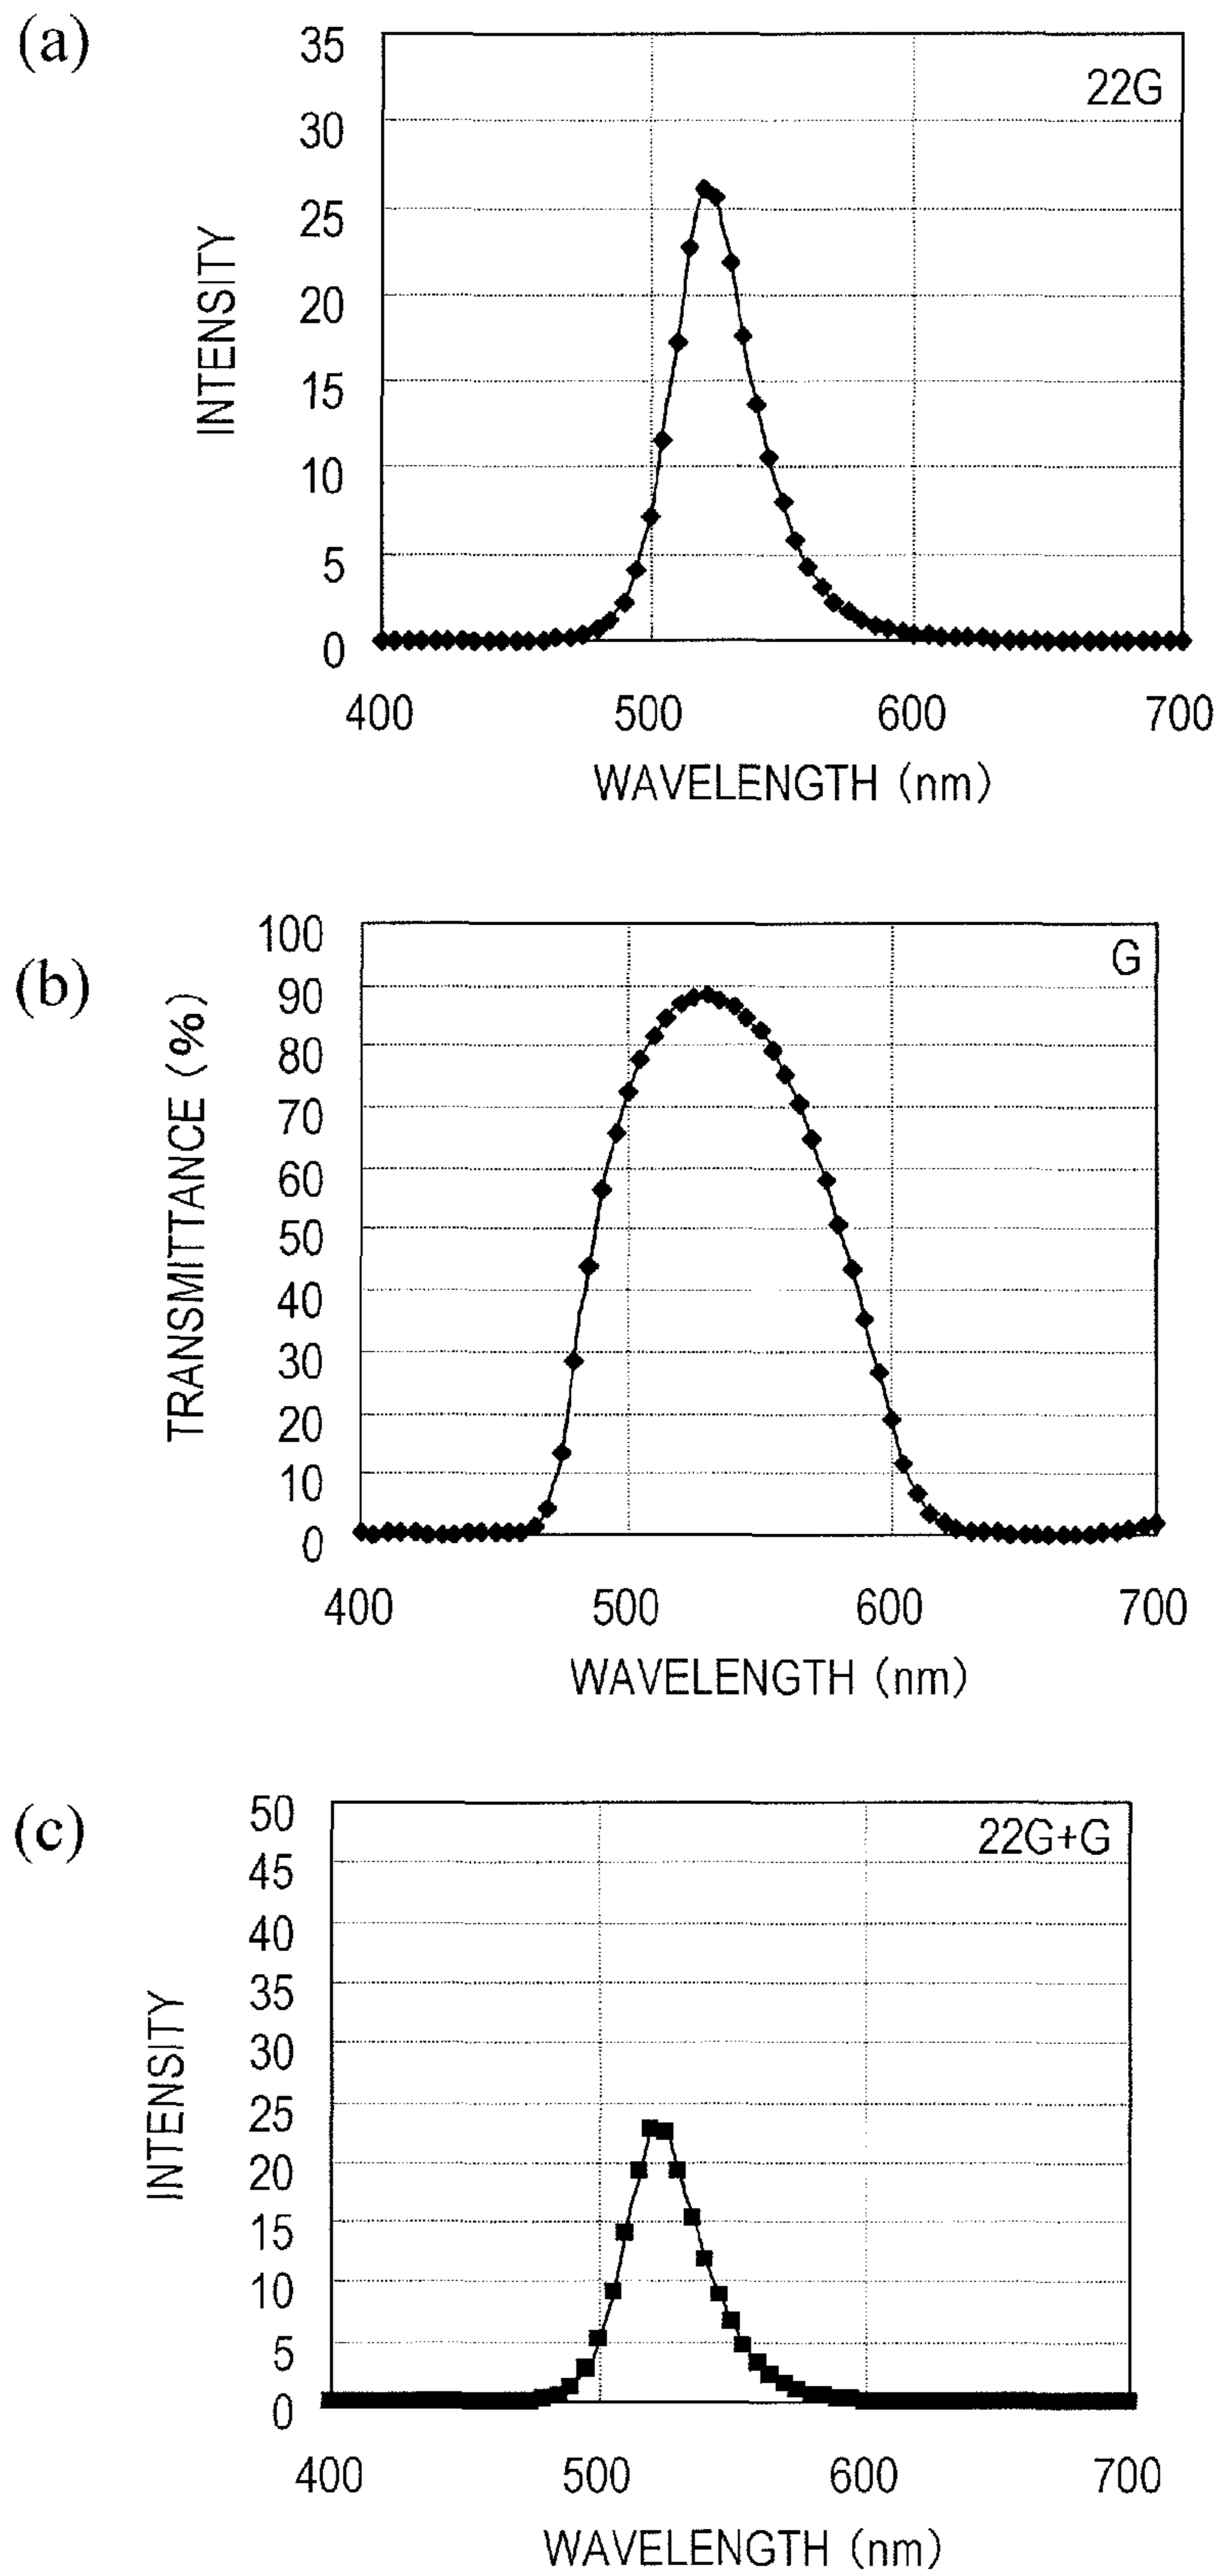 (a)
35
30
25
20
15
10
5
0
INTENSITY
22G
400 500 600 700
WAVELENGTH (nm)
(b)
100
90
80
70
60
50
40
30
20
10
0
TRANSMITTANCE (%)
G
400 500 600 700
WAVELENGTH (nm)
(c)
50
45
40
35
30
25
20
15
10
5
0
INTENSITY
22G+G
400 500 600 700
WAVELENGTH (nm)